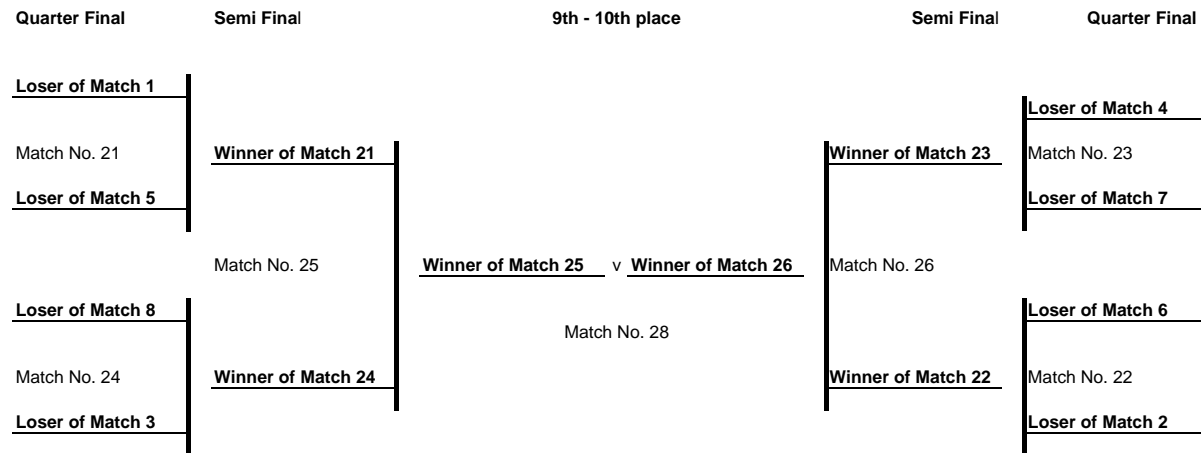 Quarter Final Semi Final 9th - 10th place Semi Final Quarter Final
Loser of Match 1
Loser of Match 4
Match No. 21 Winner of Match 21 Winner of Match 23 Match No. 23
Loser of Match 5 Loser of Match 7
Match No. 25 Winner of Match 25 v Winner of Match 26 Match No. 26
Loser of Match 8 Loser of Match 6
Match No. 28
Match No. 24 Winner of Match 24 Winner of Match 22 Match No. 22
Loser of Match 3 Loser of Match 2